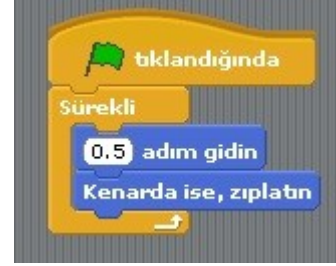 tıklandığında
Sürekli
0.5 adım gidin
Kenarda ise, zıplatın